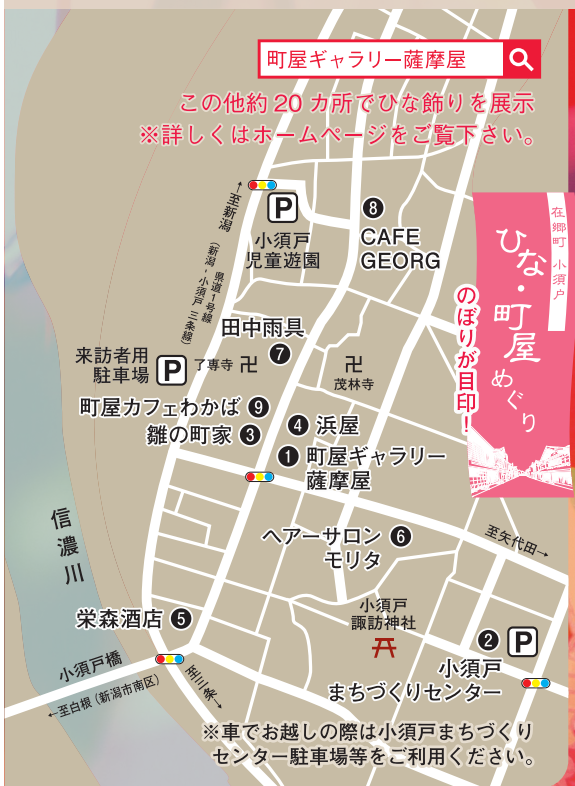 町屋ギャラリー薩摩屋
この他約20カ所でひな飾りを展示
※詳しくはホームページをご覧下さい。
←至新潟
県道1号線
(新潟・小須戸 三条線)
P
小須戸
児童遊園
8
CAFE
GEORG
在郷町 小須戸
ひな・町屋
めぐり
のぼりが目印!
田中雨具
7
来訪者用
駐車場
P
了専寺 卍
卍
茂林寺
町屋カフェわかば 9
雛の町家 3
4 浜屋
1 町屋ギャラリー
薩摩屋
信濃川
ヘアーサロン 6
モリタ
至矢代田→
栄森酒店 5
小須戸
諏訪神社
2 P
小須戸
まちづくりセンター
小須戸橋
←至白根(新潟市南区)
至三条→
※車でお越しの際は小須戸まちづくり
センター駐車場等をご利用ください。